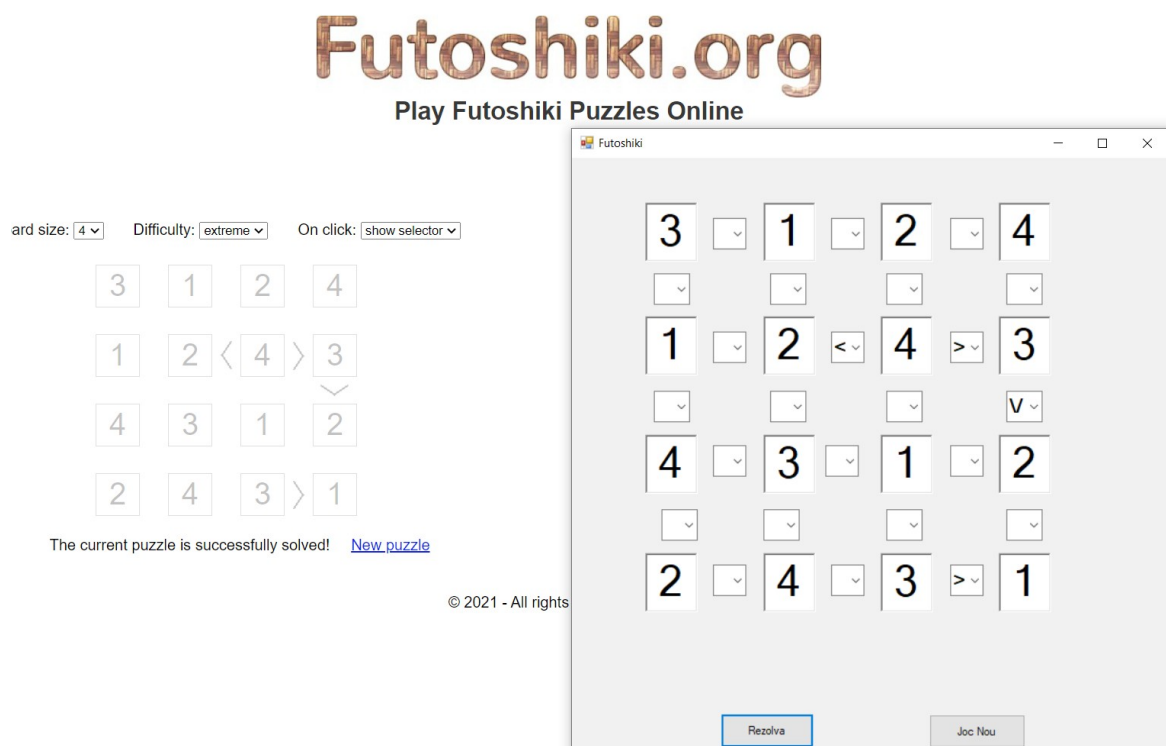 Futoshiki.org
Play Futoshiki Puzzles Online
ard size: 4 Difficulty: extreme On click: show selector
3 1 2 4
1 2 < 4 > 3
V
4 3 1 2
2 4 3 > 1
The current puzzle is successfully solved! New puzzle
© 2021 - All rights
Futoshiki
3 1 2 4
1 2 < 4 > 3
V
4 3 1 2
2 4 3 > 1
Rezolva Joc Nou